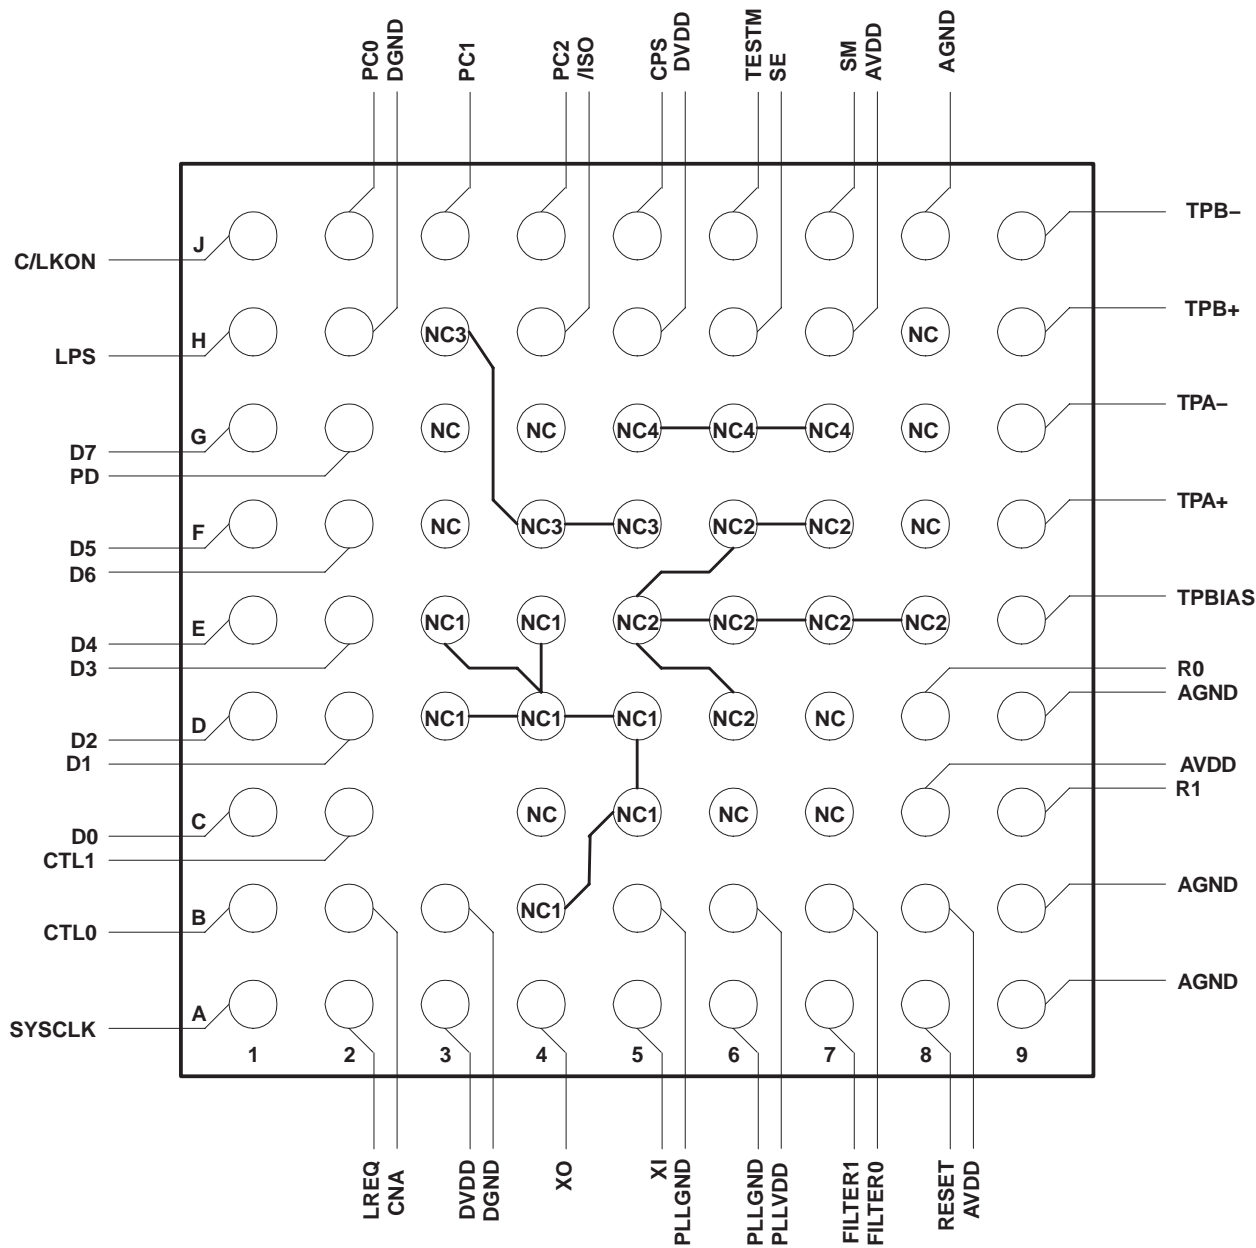 PC0
DGND
PC1
PC2
/ISO
CPS
DVDD
TESTM
SE
SM
AVDD
AGND
TPB–
J
C/LKON
TPB+
H
NC3
NC
LPS
TPA–
G
NC
NC
NC4
NC4
NC4
NC
D7
PD
TPA+
F
NC
NC3
NC3
NC2
NC2
NC
D5
D6
TPBIAS
E
NC1
NC1
NC2
NC2
NC2
NC2
D4
D3
R0
AGND
D
NC1
NC1
NC1
NC2
NC
D2
D1
AVDD
R1
C
NC
NC1
NC
NC
D0
CTL1
AGND
B
NC1
CTL0
AGND
A
SYSCLK
1
2
3
4
5
6
7
8
9
LREQ
CNA
DVDD
DGND
XO
XI
PLLGND
PLLGND
PLLVDD
FILTER1
FILTER0
RESET
AVDD